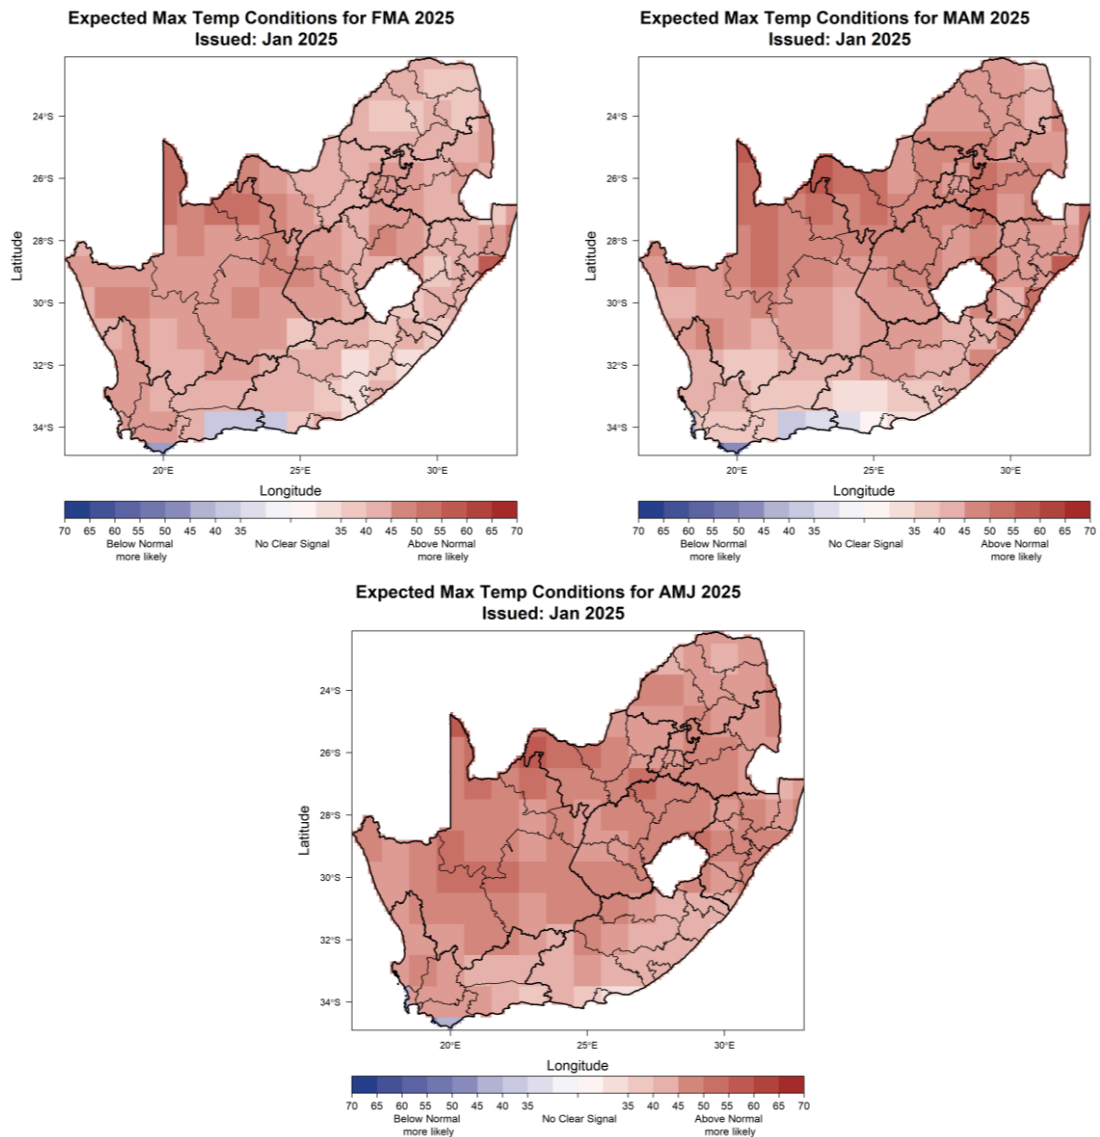 Expected Max Temp Conditions for FMA 2025
Issued: Jan 2025
Latitude
24°S
26°S
28°S
30°S
32°S
34°S
20°E 25°E 30°E
Longitude
70 65 60 55 50 45 40 35 35 40 45 50 55 60 65 70
Below Normal No Clear Signal Above Normal
more likely more likely
Expected Max Temp Conditions for MAM 2025
Issued: Jan 2025
Latitude
24°S
26°S
28°S
30°S
32°S
34°S
20°E 25°E 30°E
Longitude
70 65 60 55 50 45 40 35 35 40 45 50 55 60 65 70
Below Normal No Clear Signal Above Normal
more likely more likely
Expected Max Temp Conditions for AMJ 2025
Issued: Jan 2025
Latitude
24°S
26°S
28°S
30°S
32°S
34°S
20°E 25°E 30°E
Longitude
70 65 60 55 50 45 40 35 35 40 45 50 55 60 65 70
Below Normal No Clear Signal Above Normal
more likely more likely